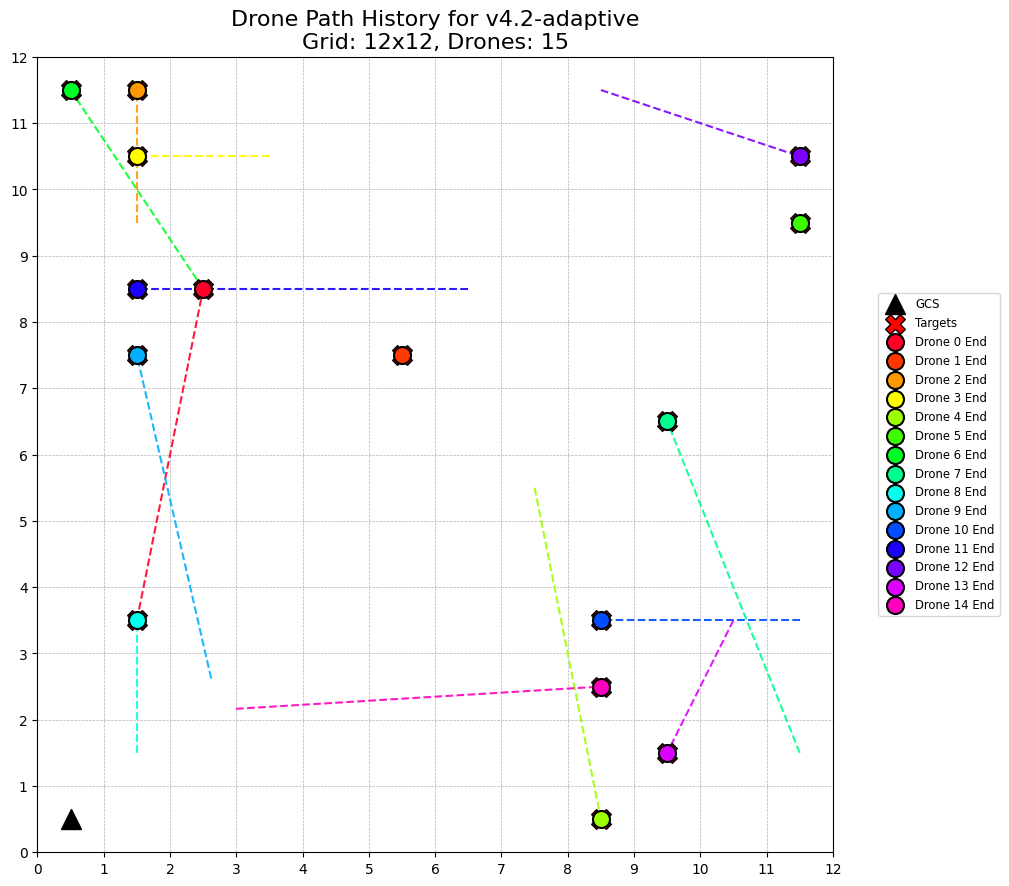 Drone Path History for v4.2-adaptive
Grid: 12x12, Drones: 15
12
11
10
9
8
7
6
5
4
3
2
1
0
0 1 2 3 4 5 6 7 8 9 10 11 12
GCS
Targets
Drone 0 End
Drone 1 End
Drone 2 End
Drone 3 End
Drone 4 End
Drone 5 End
Drone 6 End
Drone 7 End
Drone 8 End
Drone 9 End
Drone 10 End
Drone 11 End
Drone 12 End
Drone 13 End
Drone 14 End